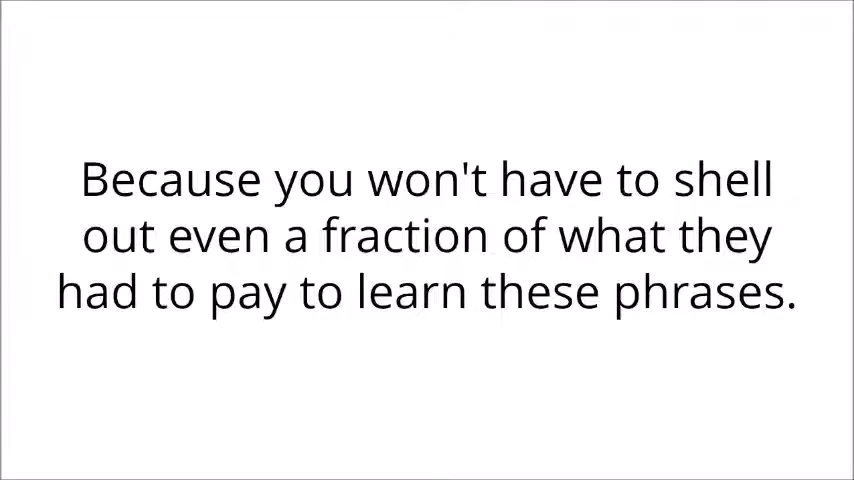 Because you won't have to shell
out even a fraction of what they
had to pay to learn these phrases.